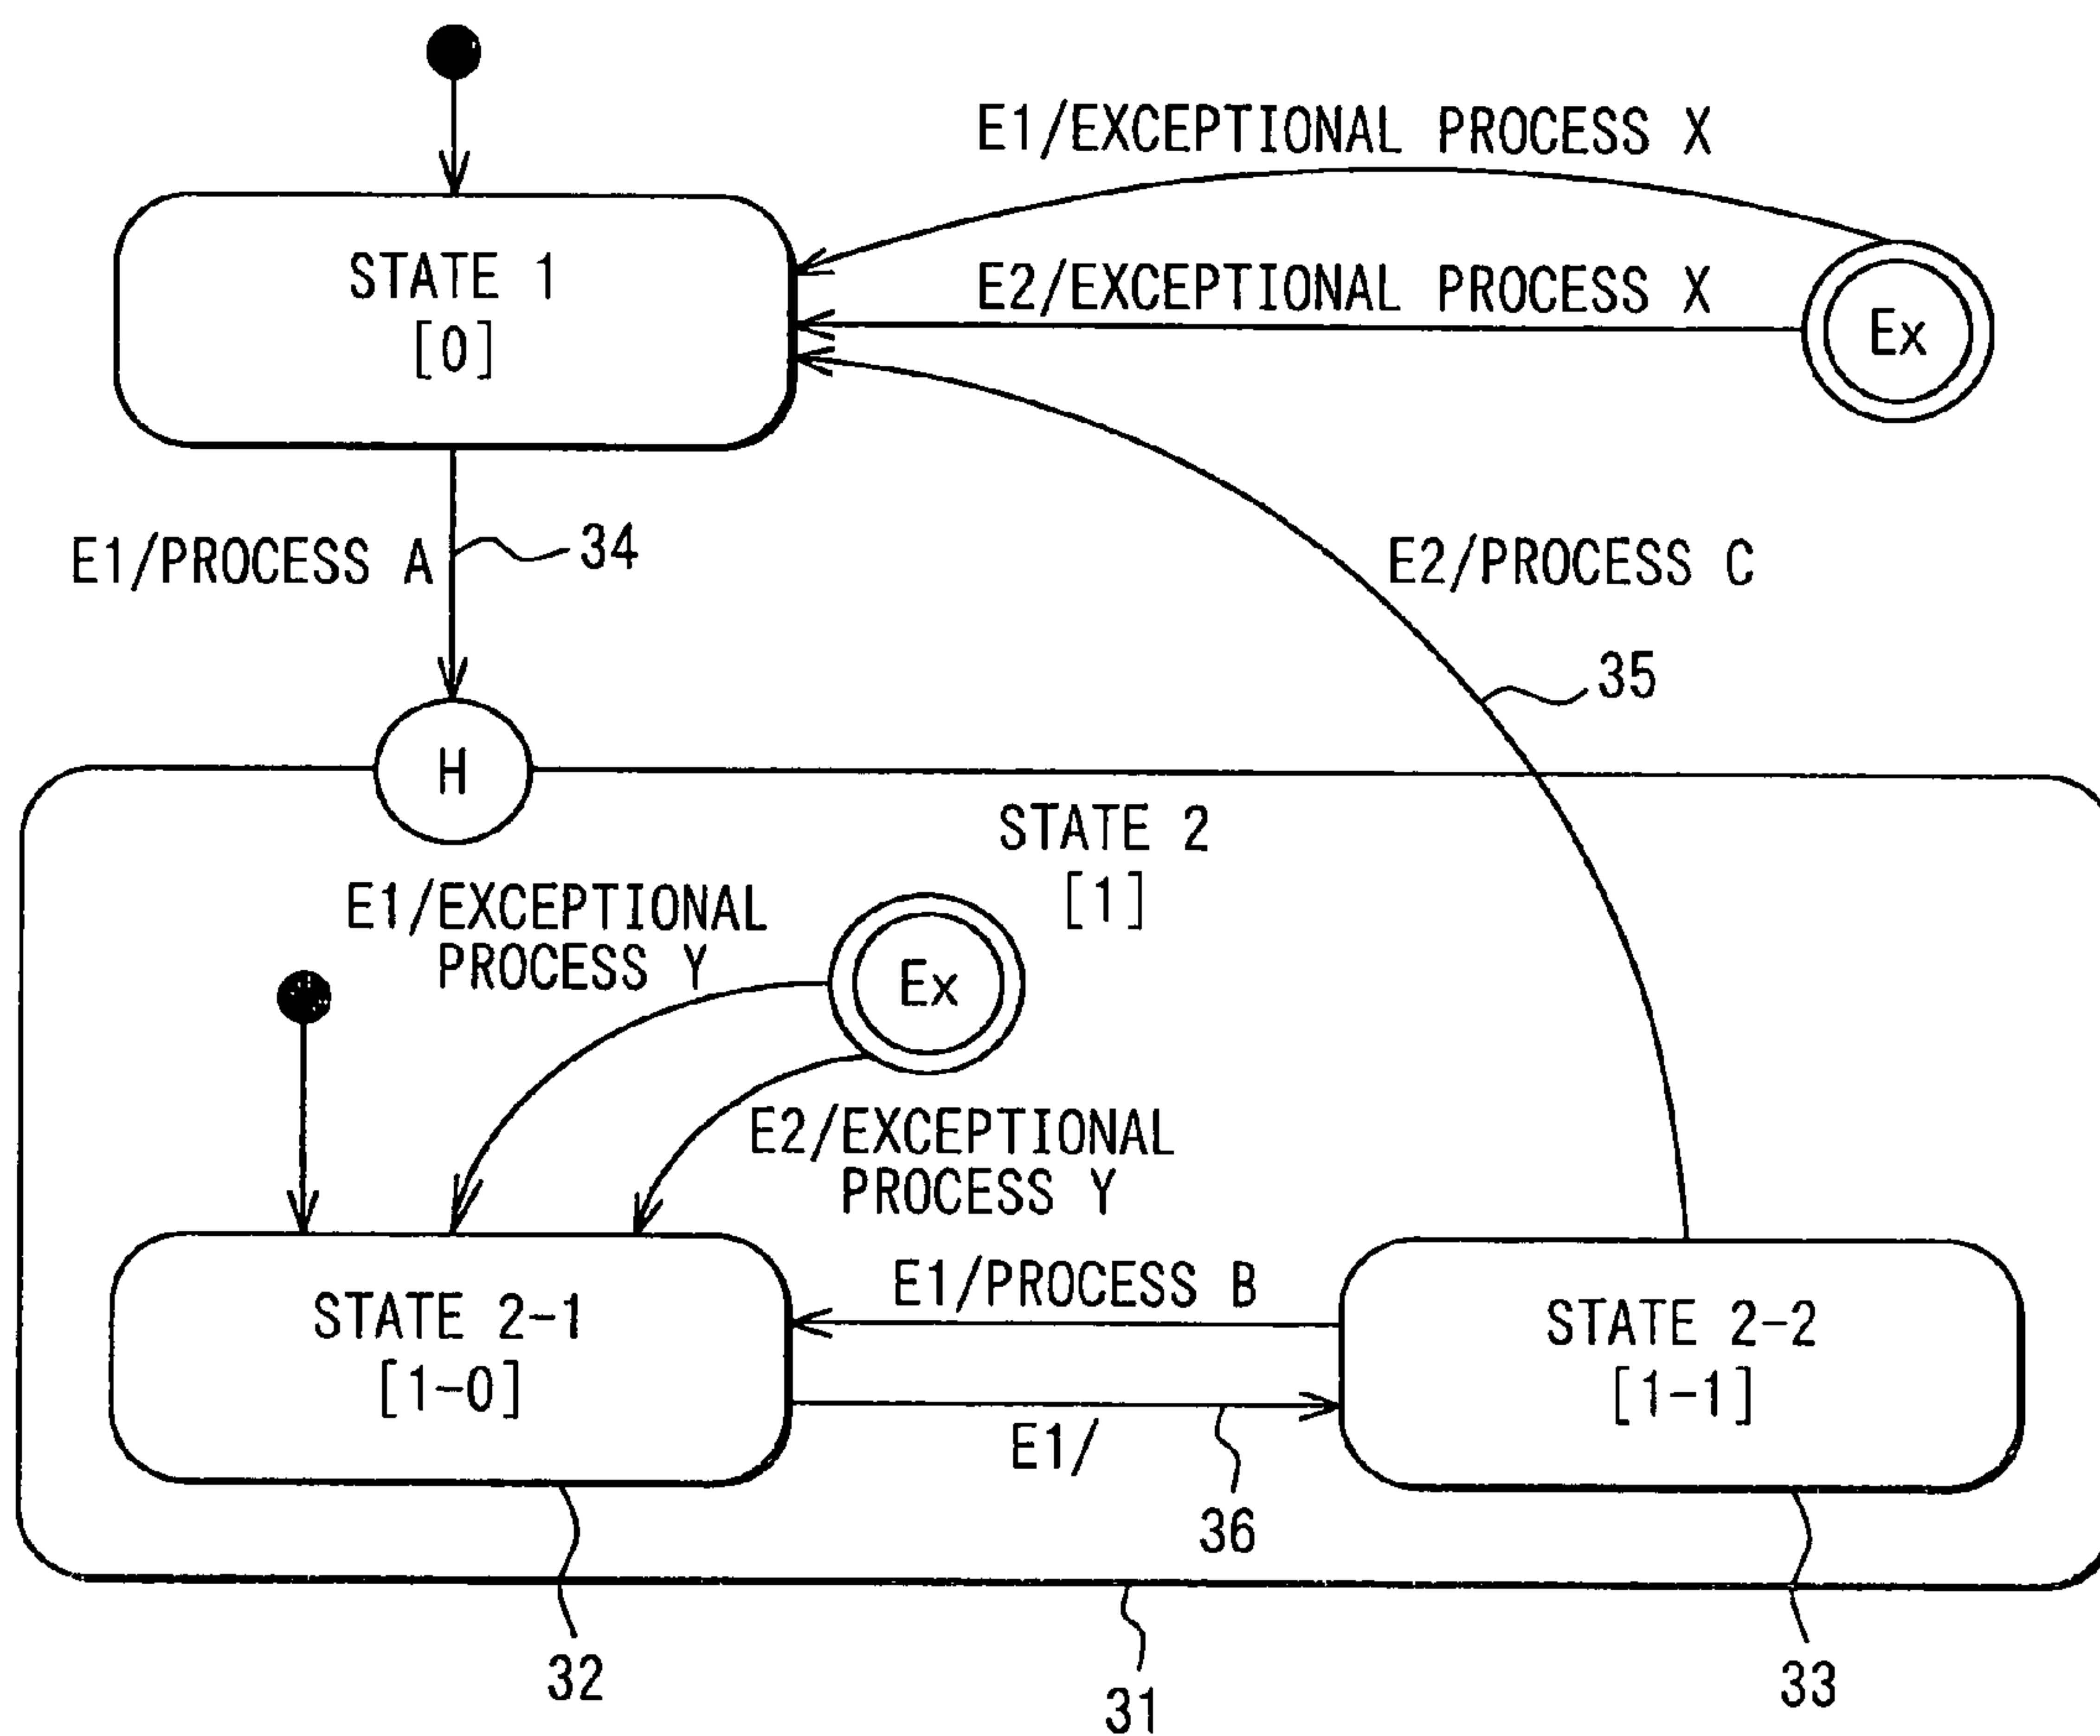 E1/EXCEPTIONAL PROCESS X
STATE 1
[0]
E2/EXCEPTIONAL PROCESS X
Ex
E1/PROCESS A
34
E2/PROCESS C
35
H
STATE 2
[1]
E1/EXCEPTIONAL
PROCESS Y
Ex
E2/EXCEPTIONAL
PROCESS Y
E1/PROCESS B
STATE 2-1
[1-0]
STATE 2-2
[1-1]
E1/
36
32
31
33